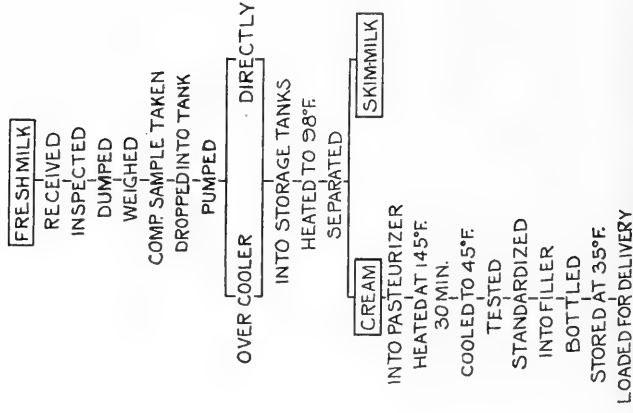 FRESH MILK
RECEIVED
INSPECTED
DUMPED
WEIGHED
COMP. SAMPLE TAKEN
DROPPED INTO TANK
PUMPED
OVER COOLER DIRECTLY
INTO STORAGE TANKS
HEATED TO 98°F.
SEPARATED
CREAM SKIM-MILK
INTO PASTEURIZER
HEATED AT 145°F.
30 MIN.
COOLED TO 45°F.
TESTED
STANDARDIZED
INTO FILLER
BOTTLED
STORED AT 35°F.
LOADED FOR DELIVERY